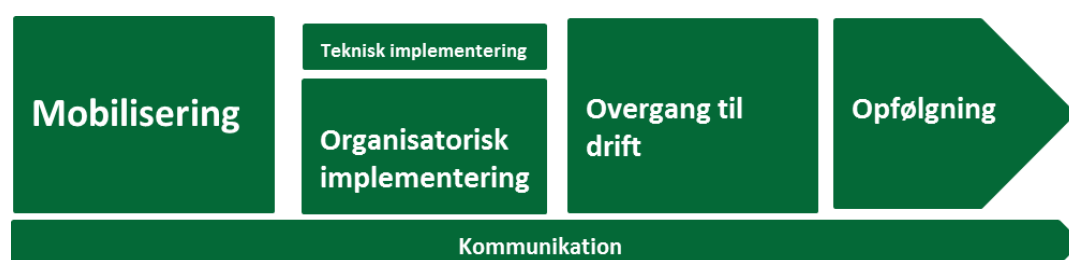 Mobilisering
Teknisk implementering
Organisatorisk
implementering
Overgang til
drift
Opfølgning
Kommunikation